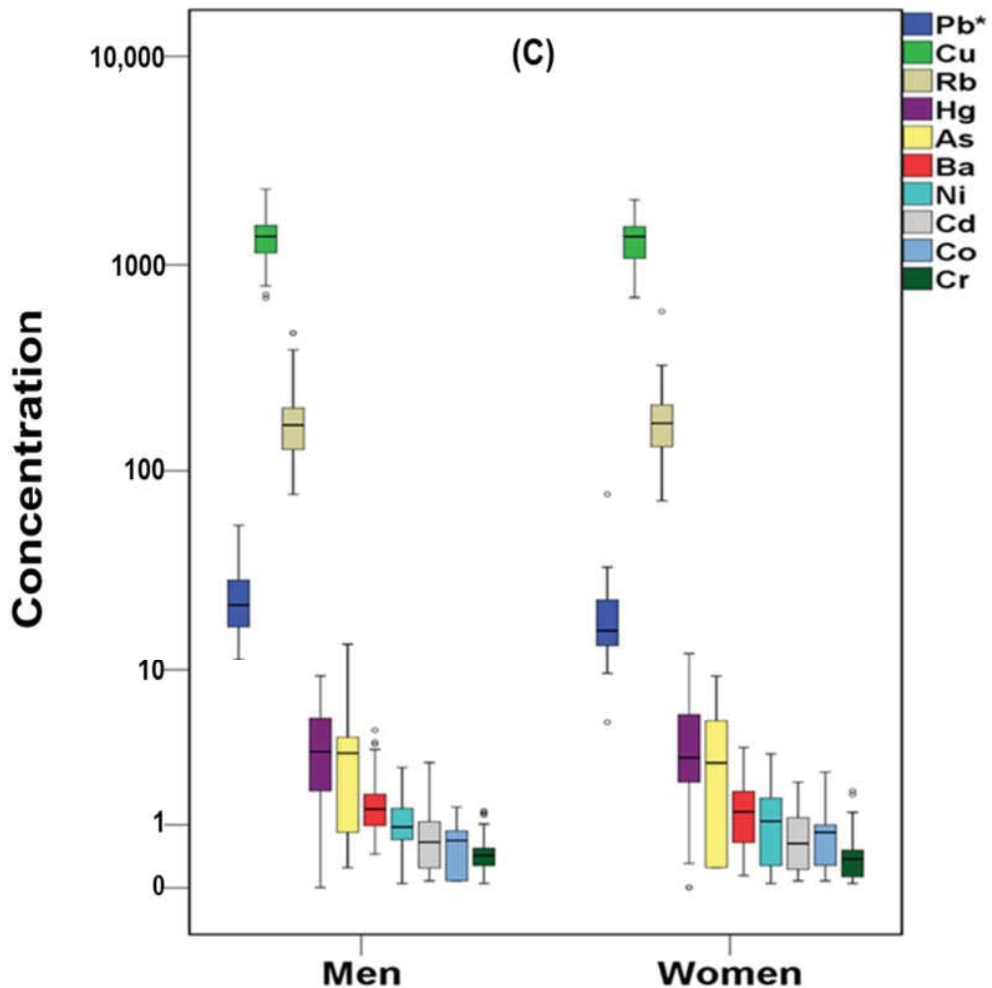 (C)
Concentration
10,000
1000
100
10
1
0
Men
Women
Pb*
Cu
Rb
Hg
As
Ba
Ni
Cd
Co
Cr